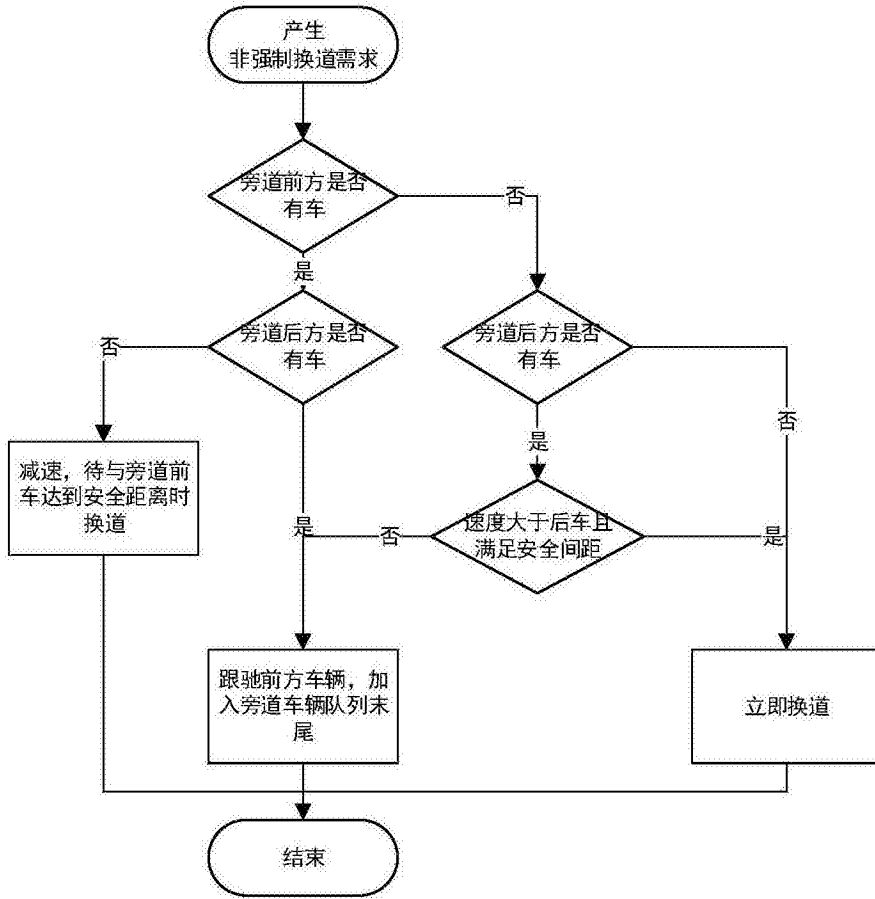 产生
非强制换道需求
旁道前方是否
有车
否
是
旁道后方是否
有车
旁道后方是否
有车
否
否
是
减速，待与旁道前
车达到安全距离时
换道
速度大于后车且
满足安全间距
是
否
是
跟驰前方车辆，加
入旁道车辆队列末
尾
立即换道
结束